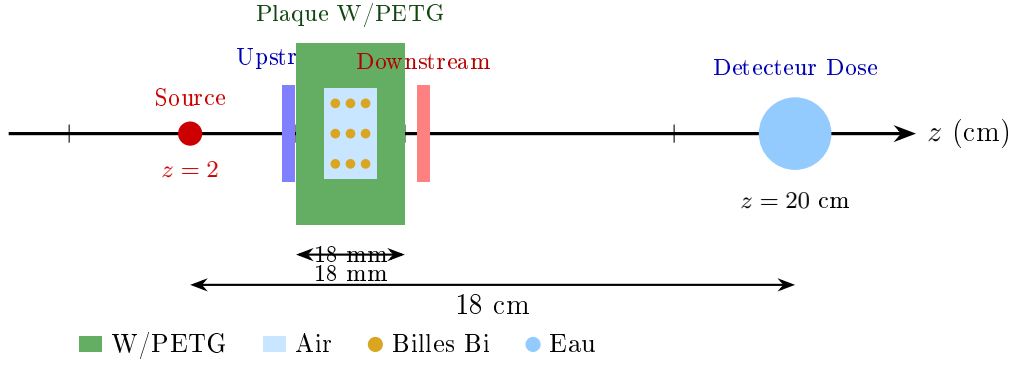 Plaque W/PETG
Upstr
Downstream
Detecteur Dose
Source
z (cm)
z = 2
z = 20 cm
18 mm
18 mm
18 cm
W/PETG
Air
Billes Bi
Eau